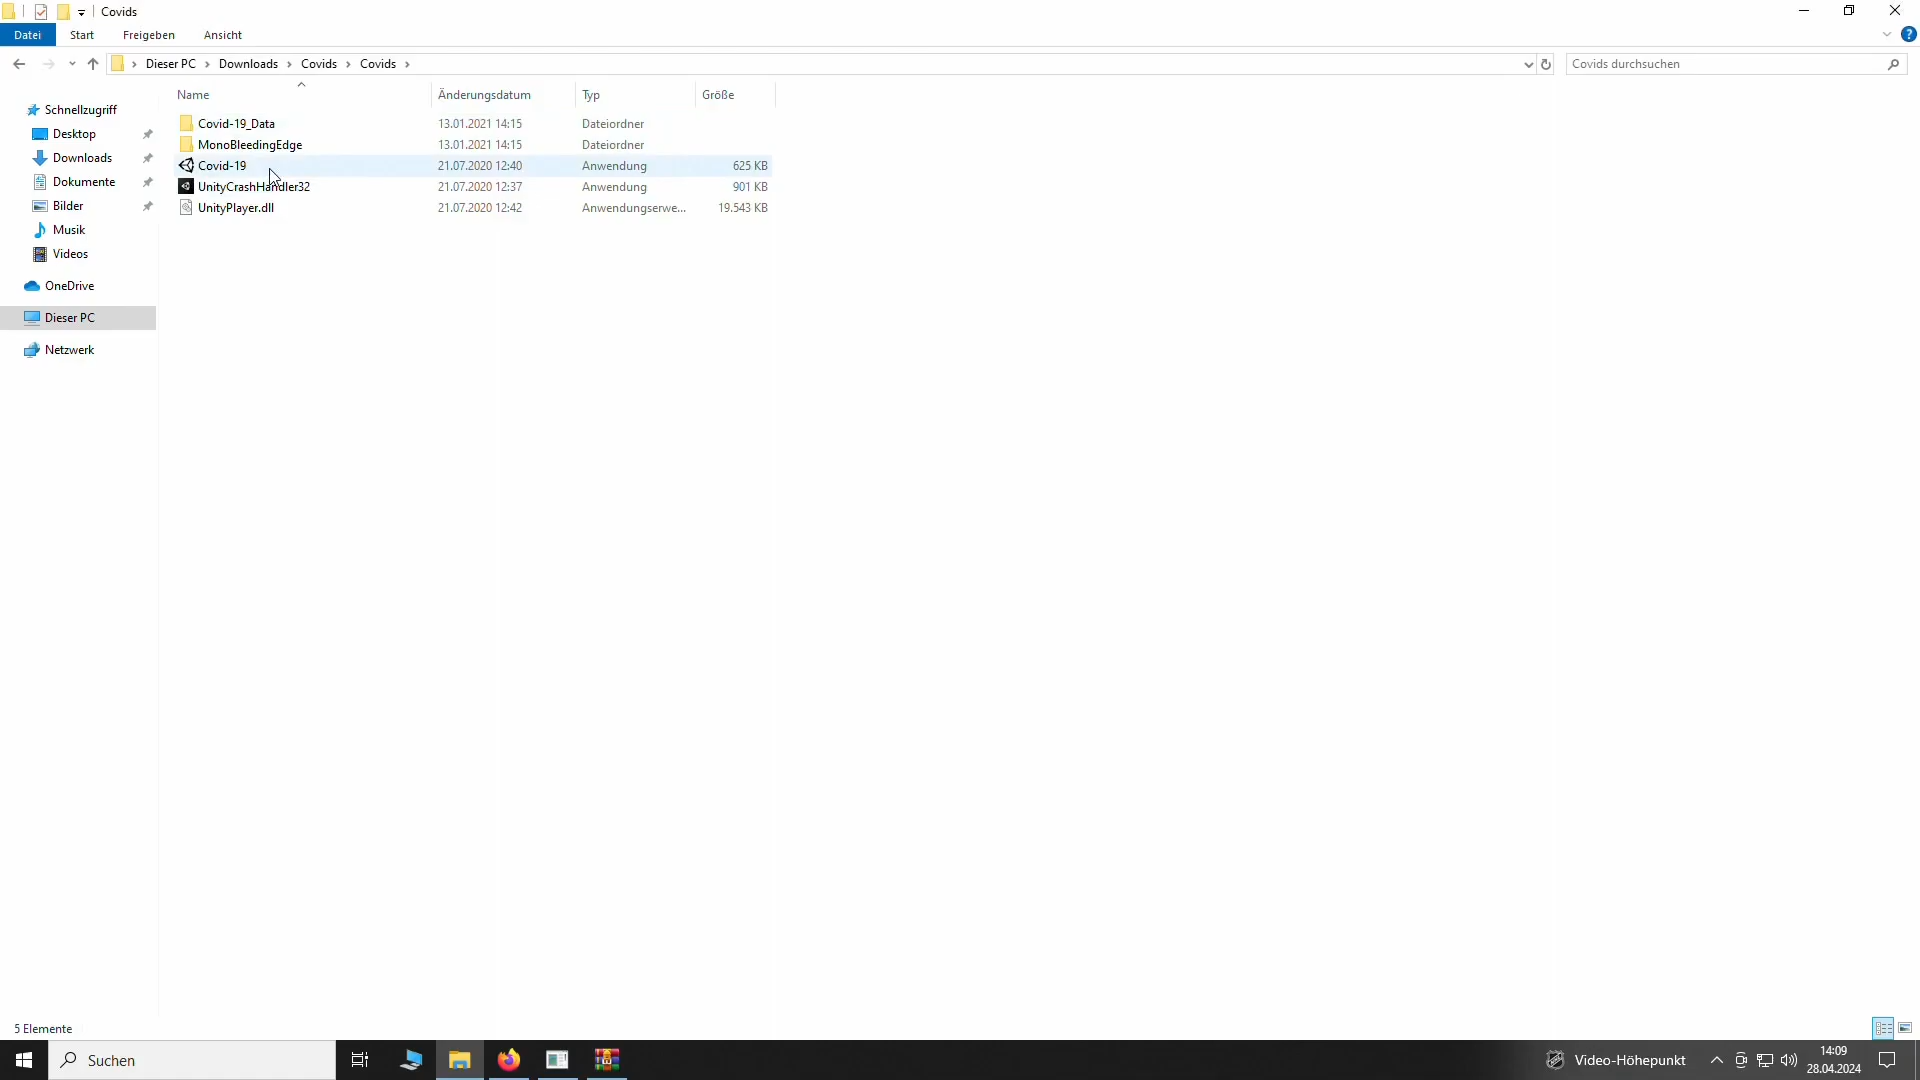 Covids
Datei Start Freigeben Ansicht
Dieser PC Downloads Covids Covids
Covids durchsuchen
Name Änderungsdatum Typ Größe
Schnellzugriff
Desktop
Downloads
Dokumente
Bilder
Musik
Videos
OneDrive
Dieser PC
Netzwerk
Covid-19_Data 13.01.2021 14:15 Dateiordner
MonoBleedingEdge 13.01.2021 14:15 Dateiordner
Covid-19 21.07.2020 12:40 Anwendung 625 KB
UnityCrashHandler32 21.07.2020 12:37 Anwendung 901 KB
UnityPlayer.dll 21.07.2020 12:42 Anwendungserwe... 19.543 KB
5 Elemente
Suchen
Video-Höhepunkt
14:09
28.04.2024